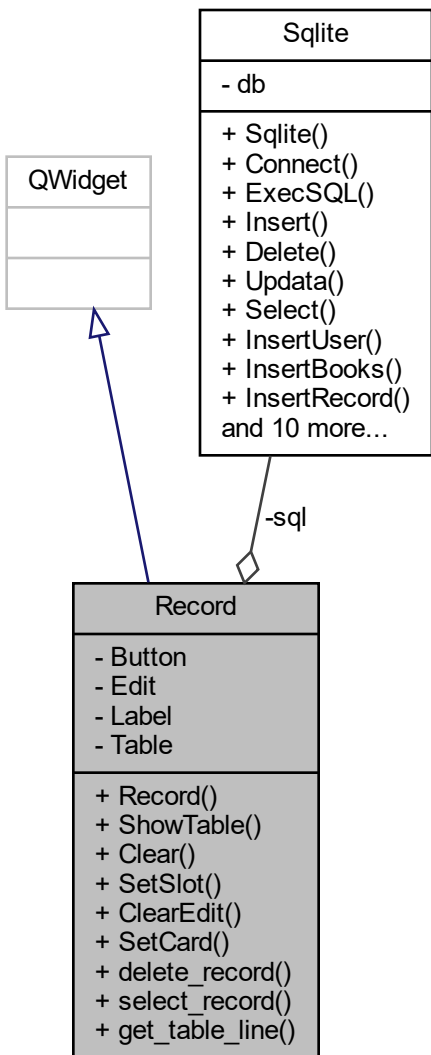 Sqlite
- db
+ Sqlite()
+ Connect()
+ ExecSQL()
+ Insert()
+ Delete()
+ Updata()
+ Select()
+ InsertUser()
+ InsertBooks()
+ InsertRecord()
and 10 more...
QWidget
-sql
Record
- Button
- Edit
- Label
- Table
+ Record()
+ ShowTable()
+ Clear()
+ SetSlot()
+ ClearEdit()
+ SetCard()
+ delete_record()
+ select_record()
+ get_table_line()